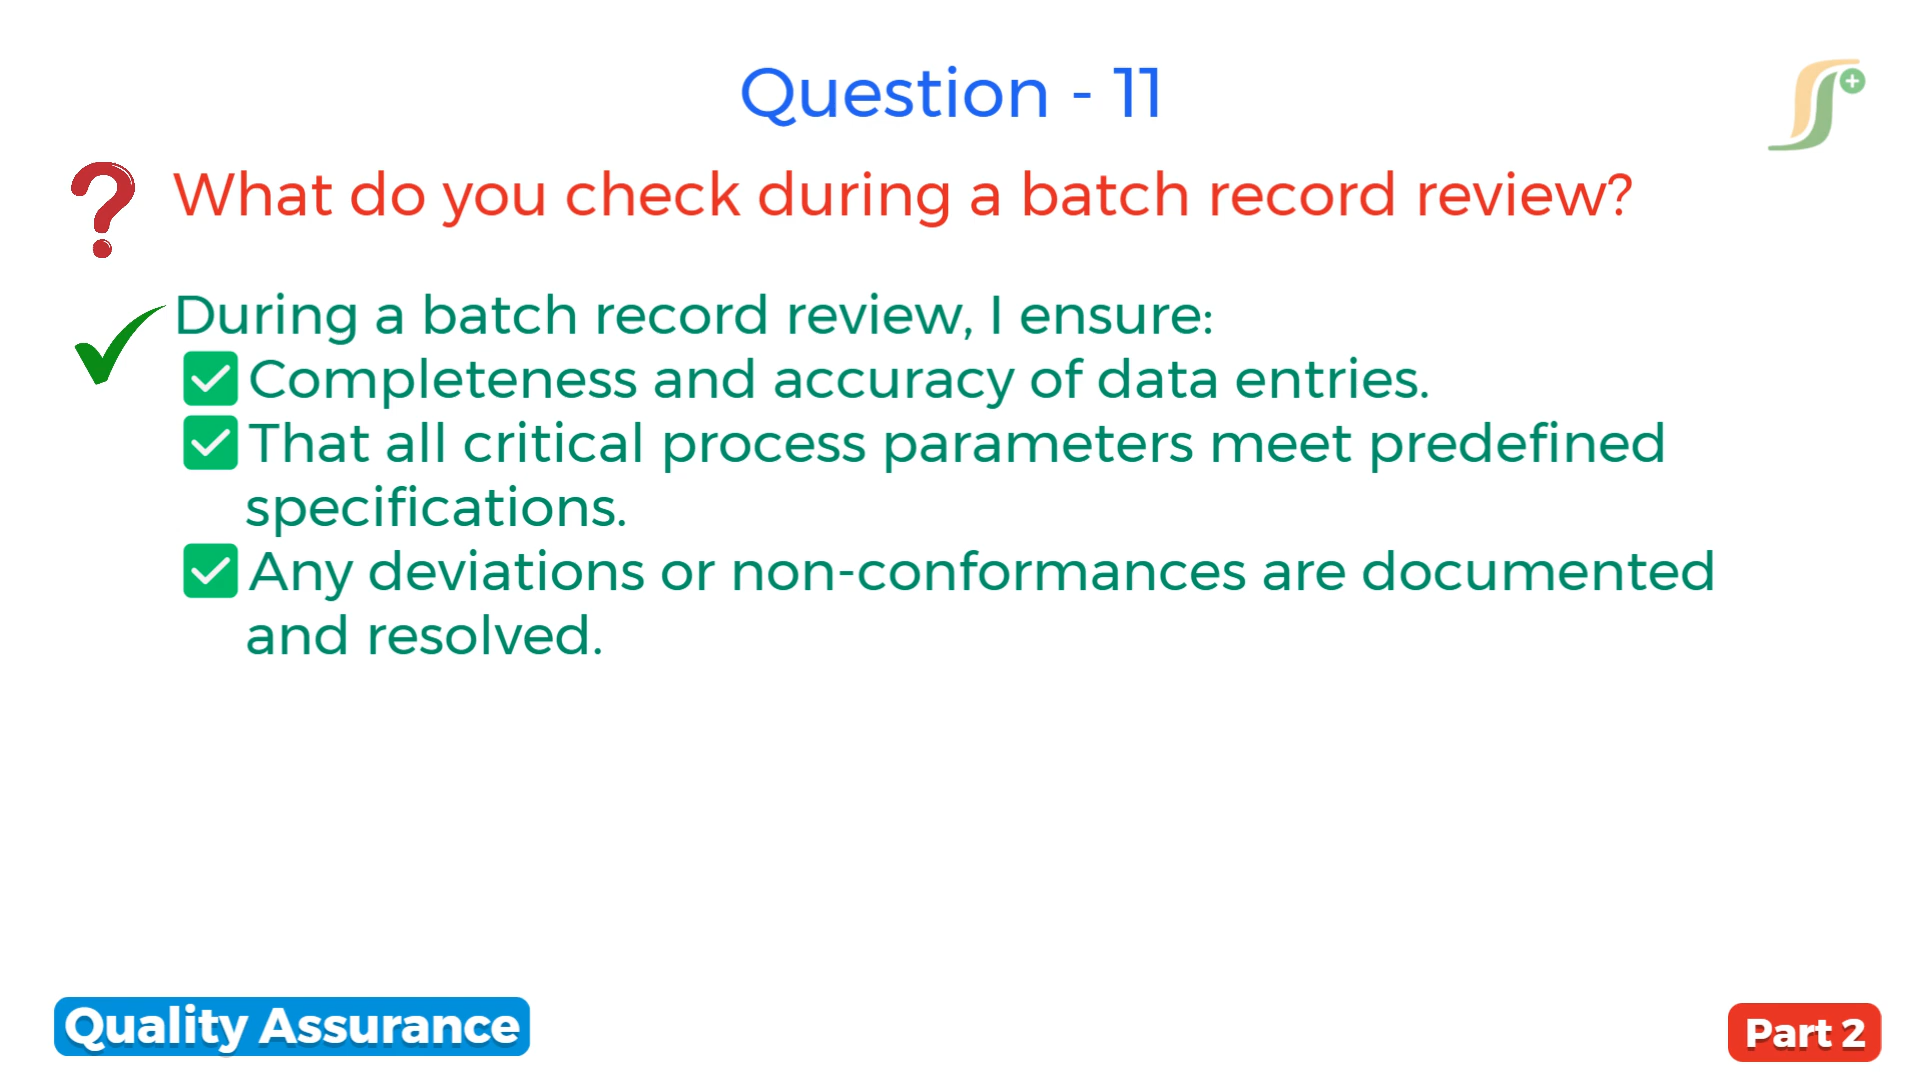 Question - 11
What do you check during a batch record review?
During a batch record review, I ensure:
Completeness and accuracy of data entries.
That all critical process parameters meet predefined
specifications.
Any deviations or non-conformances are documented
and resolved.
Quality Assurance
Part 2